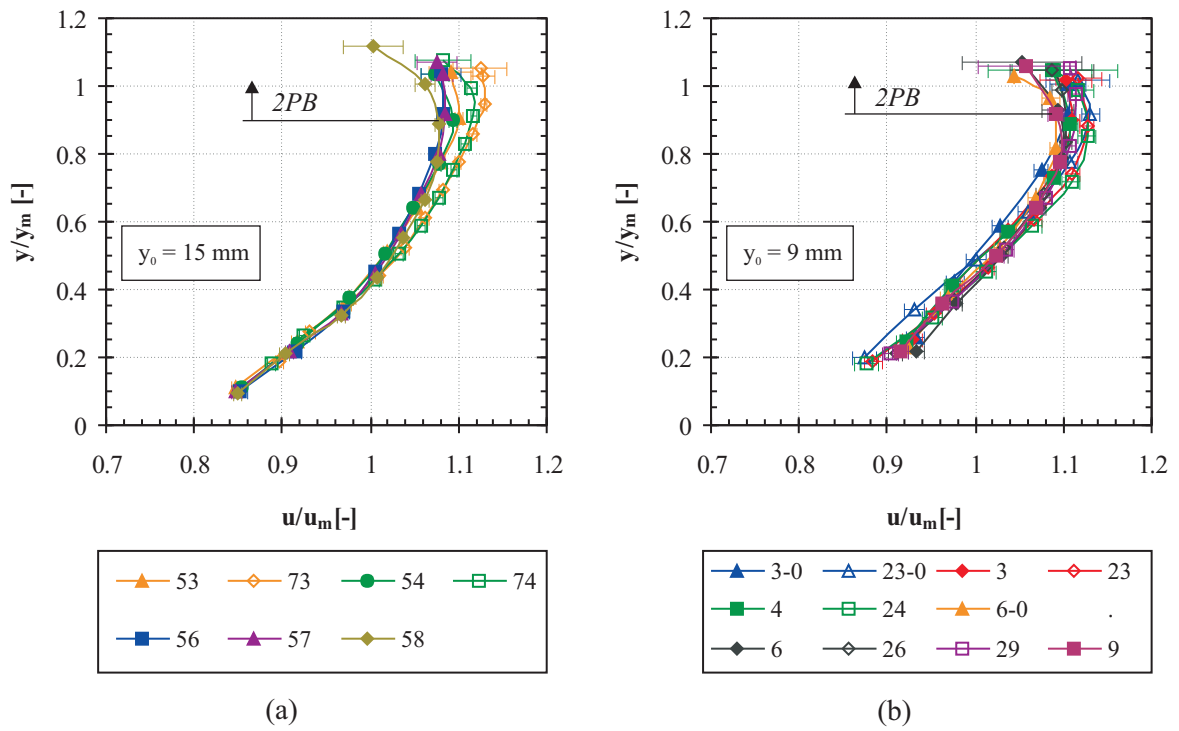 1.2
1
0.8
0.6
0.4
0.2
0
y/yₘ [-]
2PB
y₀ = 15 mm
0.7 0.8 0.9 1 1.1 1.2
u/uₘ[-]
53 73 54 74
56 57 58
(a)
1.2
1
0.8
0.6
0.4
0.2
0
y/yₘ [-]
2PB
y₀ = 9 mm
0.7 0.8 0.9 1 1.1 1.2
u/uₘ[-]
3-0 23-0 3 23
4 24 6-0 .
6 26 29 9
(b)